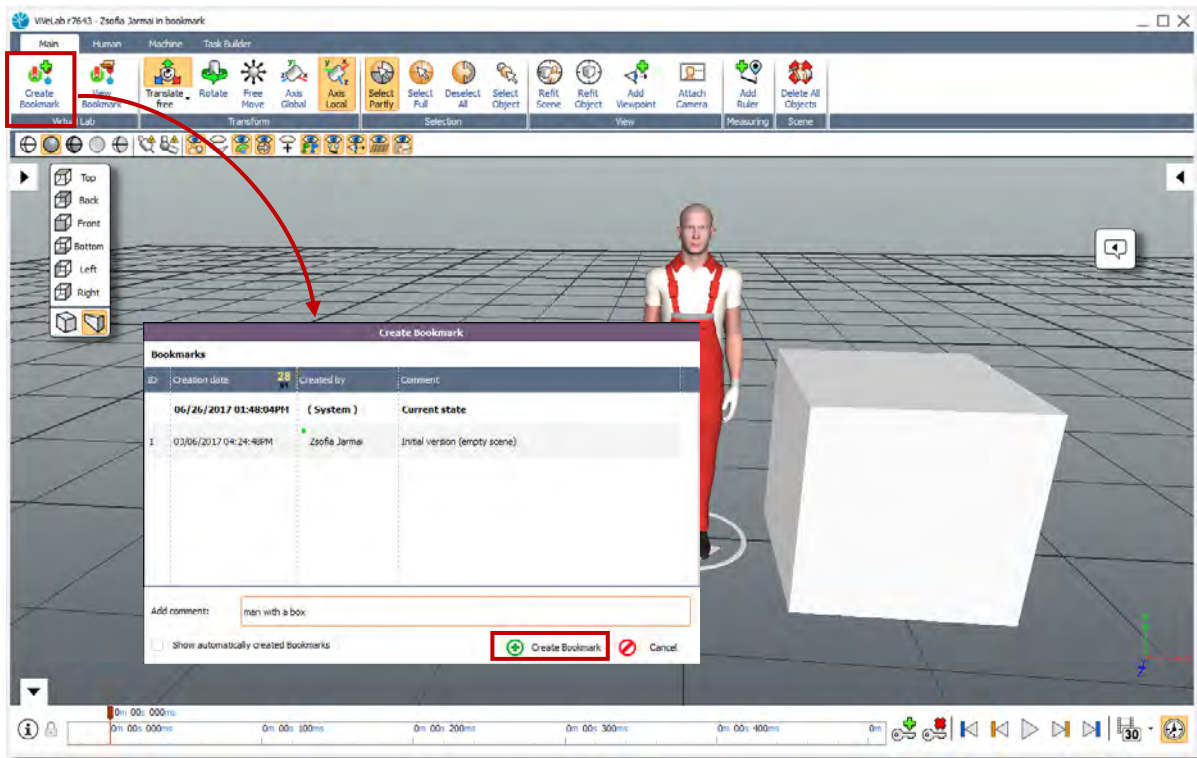 ViveLab r7643 - Zsofia Jarmai in bookmark
Main Human Machine Task Builder
Create Bookmark
View Bookmark
Translate free
Rotate
Free Move
Axis Global
Axis Local
Select Partly
Select Full
Deselect All
Select Object
Refit Scene
Refit Object
Add Viewpoint
Attach Camera
Add Ruler
Delete All Objects
Virtual Lab Transform Selection View Measuring Scene
Top
Back
Front
Bottom
Left
Right
Create Bookmark
Bookmarks
ID Creation date 28 Created by Comment
06/26/2017 01:48:04PM ( System ) Current state
1 03/06/2017 04:24:48PM Zsofia Jarmai Initial version (empty scene)
Add comment: man with a box
Show automatically created Bookmarks Create Bookmark Cancel
Z
0m 00s 000ms
0m 00s 000ms 0m 00s 100ms 0m 00s 200ms 0m 00s 300ms 0m 00s 400ms 0m
30